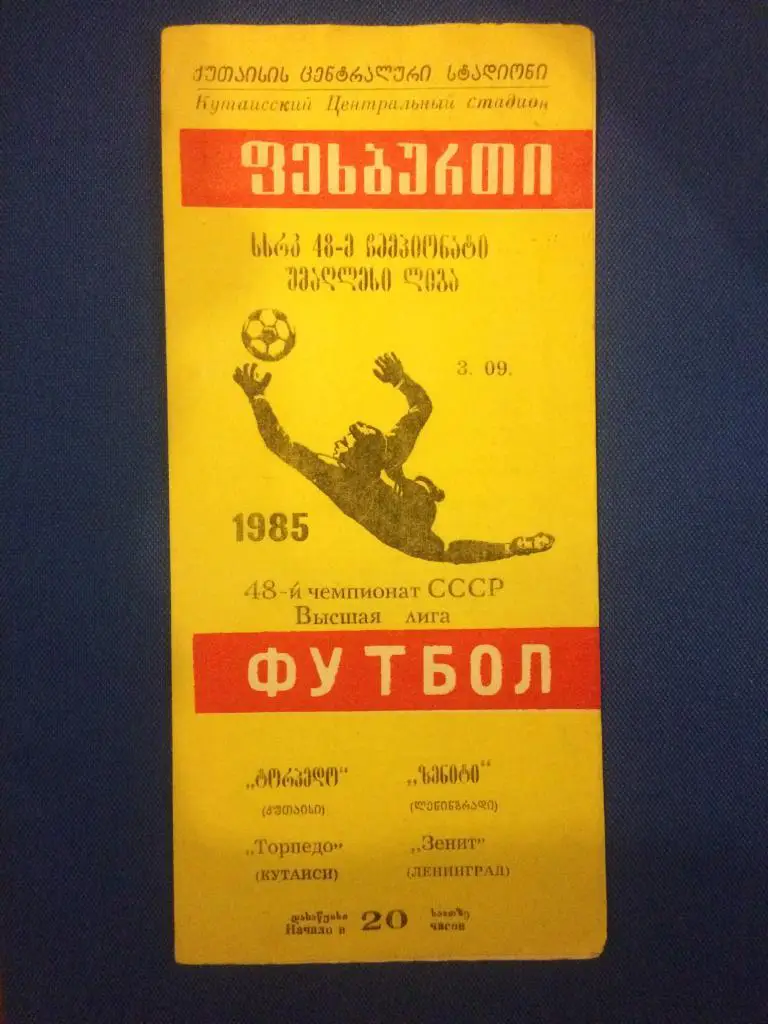 ქუთაისის ცენტრალური სტადიონი
Кутаисский Центральный стадион
ფეხბურთი
სსრკ 48-ე ჩემპიონატი
უმაღლესი ლიგა
3. 09.
1985
48-й чемпионат СССР
Высшая лига
ФУТБОЛ
„ტორპედო“ „ზენიტი“
(ქუთაისი) (ლენინგრადი)
„Торпедо” „Зенит”
(КУТАИСИ) (ЛЕНИНГРАД)
დასაწყისი 20 საათზე
Начало в часов